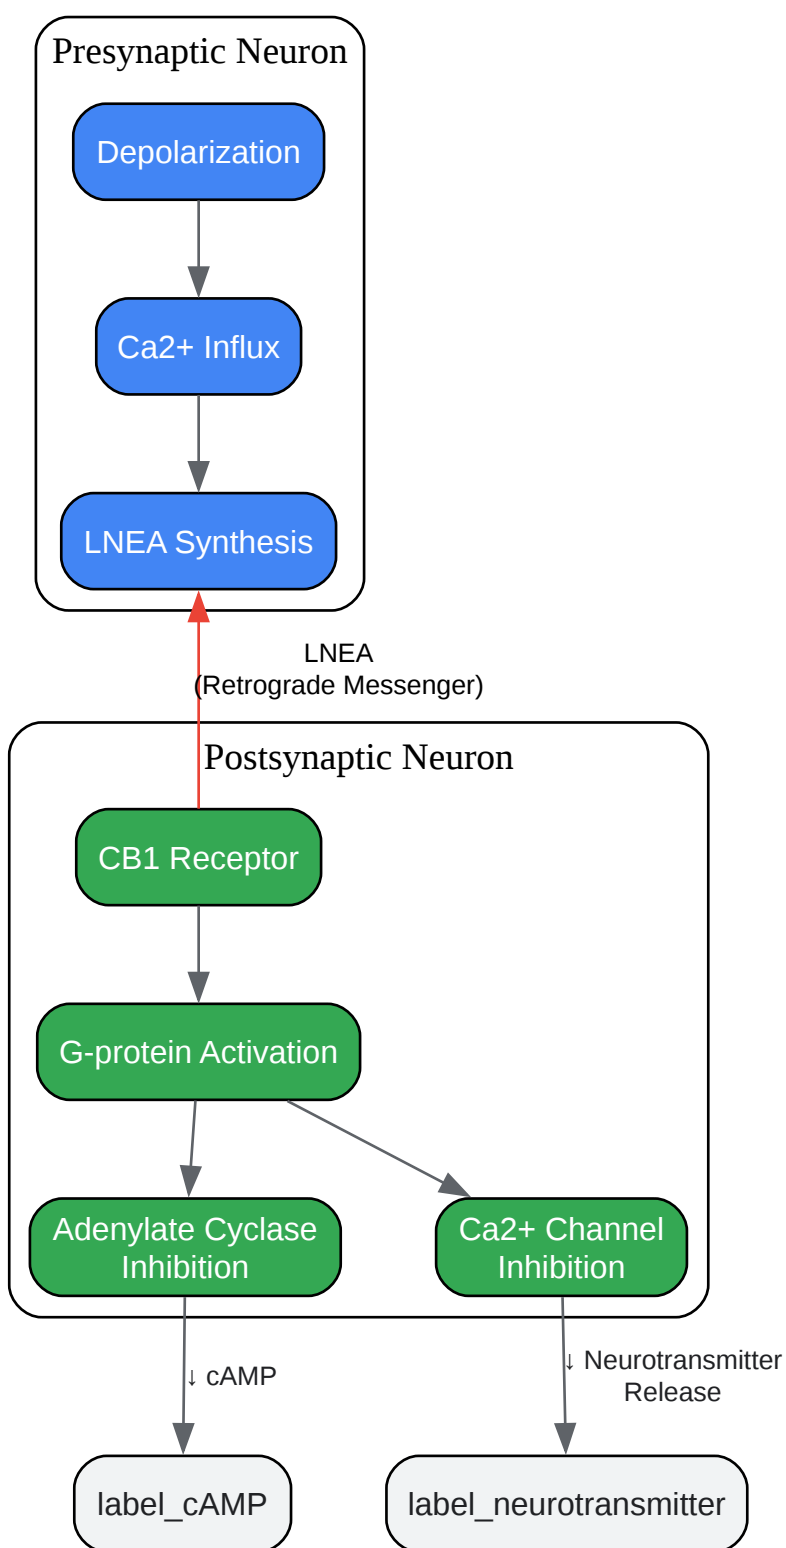 Presynaptic Neuron
Depolarization
Ca2+ Influx
LNEA Synthesis
LNEA
(Retrograde Messenger)
Postsynaptic Neuron
CB1 Receptor
G-protein Activation
Adenylate Cyclase
Inhibition
Ca2+ Channel
Inhibition
↓ cAMP
↓ Neurotransmitter
Release
label_cAMP
label_neurotransmitter